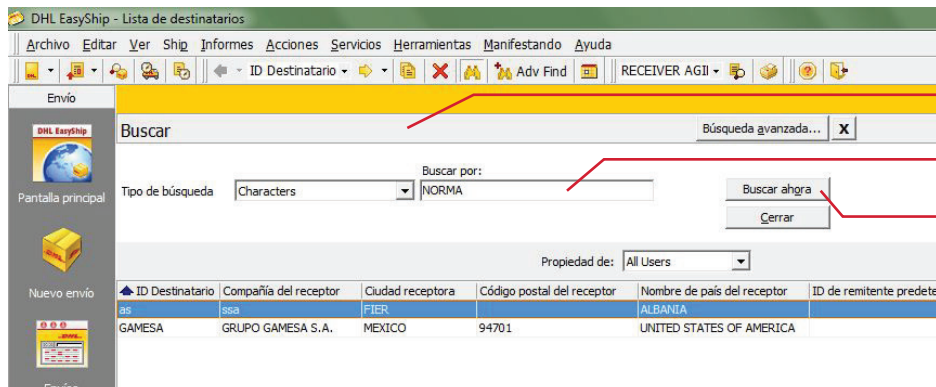 DHL EasyShip - Lista de destinatarios
Archivo Editar Ver Ship Informes Acciones Servicios Herramientas Manifestando Ayuda
ID Destinatario Adv Find RECEIVER AGII
Envío
DHL EasyShip
Buscar Búsqueda avanzada... X
Buscar por:
Pantalla principal
Tipo de búsqueda Characters NORMA Buscar ahora
Cerrar
Propiedad de: All Users
Nuevo envío
ID Destinatario Compañía del receptor Ciudad receptora Código postal del receptor Nombre de país del receptor ID de remitente predete
as ssa FIER ALBANIA
GAMESA GRUPO GAMESA S.A. MEXICO 94701 UNITED STATES OF AMERICA
Envíos